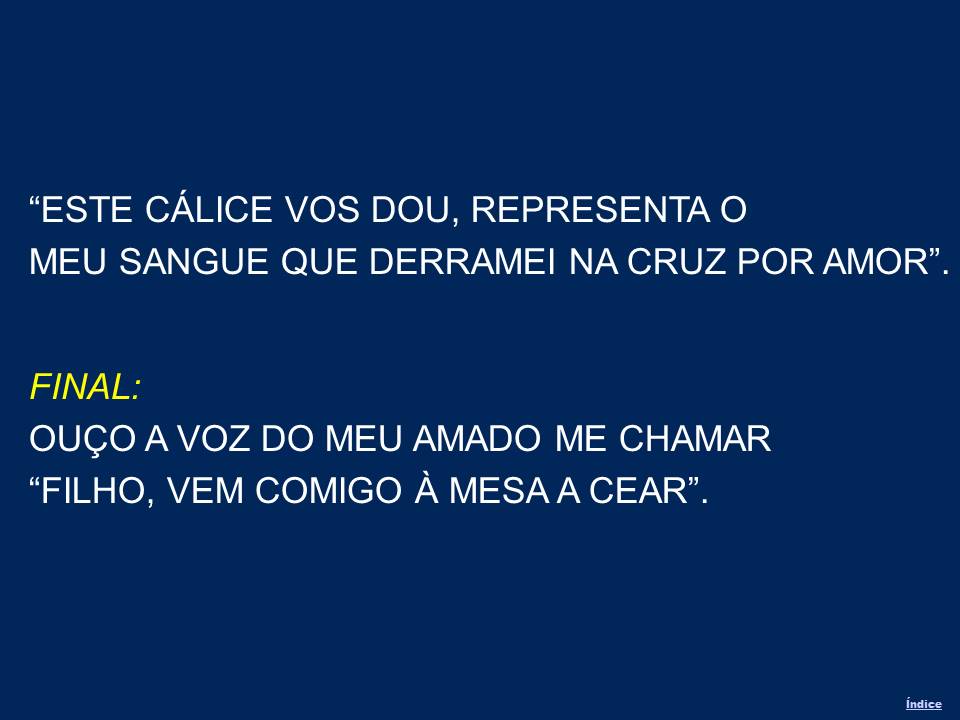 “ESTE CÁLICE VOS DOU, REPRESENTA O
MEU SANGUE QUE DERRAMEI NA CRUZ POR AMOR”.
FINAL:
OUÇO A VOZ DO MEU AMADO ME CHAMAR
“FILHO, VEM COMIGO À MESA A CEAR”.
Índice